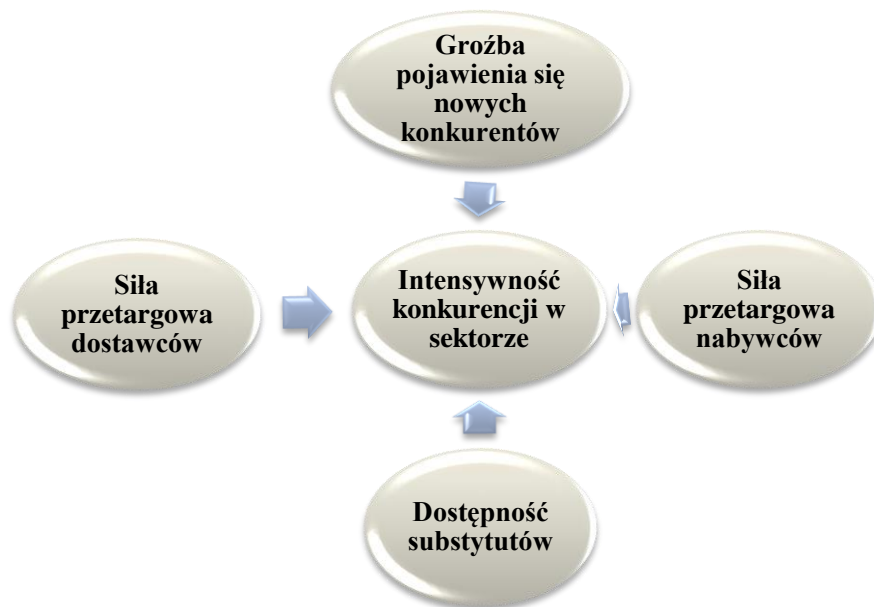 Groźba
pojawienia się
nowych
konkurentów
Siła
przetargowa
dostawców
Intensywność
konkurencji w
sektorze
Siła
przetargowa
nabywców
Dostępność
substytutów